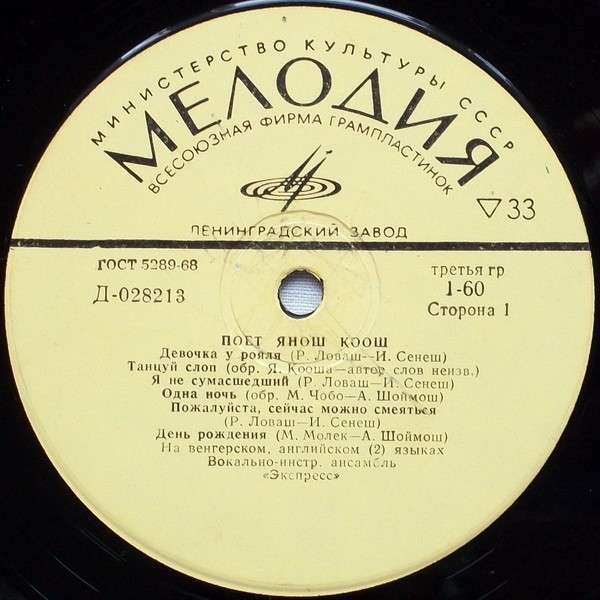 МИНИСТЕРСТВО КУЛЬТУРЫ СССР
МЕЛОДИЯ
ВСЕСОЮЗНАЯ ФИРМА ГРАМПЛАСТИНОК
▽33
ЛЕНИНГРАДСКИЙ ЗАВОД
ГОСТ 5289-68
третья гр
Д-028213
1-60
Сторона 1
ПОЕТ ЯНОШ КООШ
Девочка у рояля (Р. Ловаш—И. Сенеш)
Танцуй слоп (обр. Я. Кооша—автор слов неизв.)
Я не сумасшедший (Р. Ловаш—И. Сенеш)
Одна ночь (обр. М. Чобо—А. Шоймош)
Пожалуйста, сейчас можно смеяться
(Р. Ловаш—И. Сенеш)
День рождения (М. Молек—А. Шоймош)
На венгерском, английском (2) языках
Вокально-инстр. ансамбль
«Экспресс»